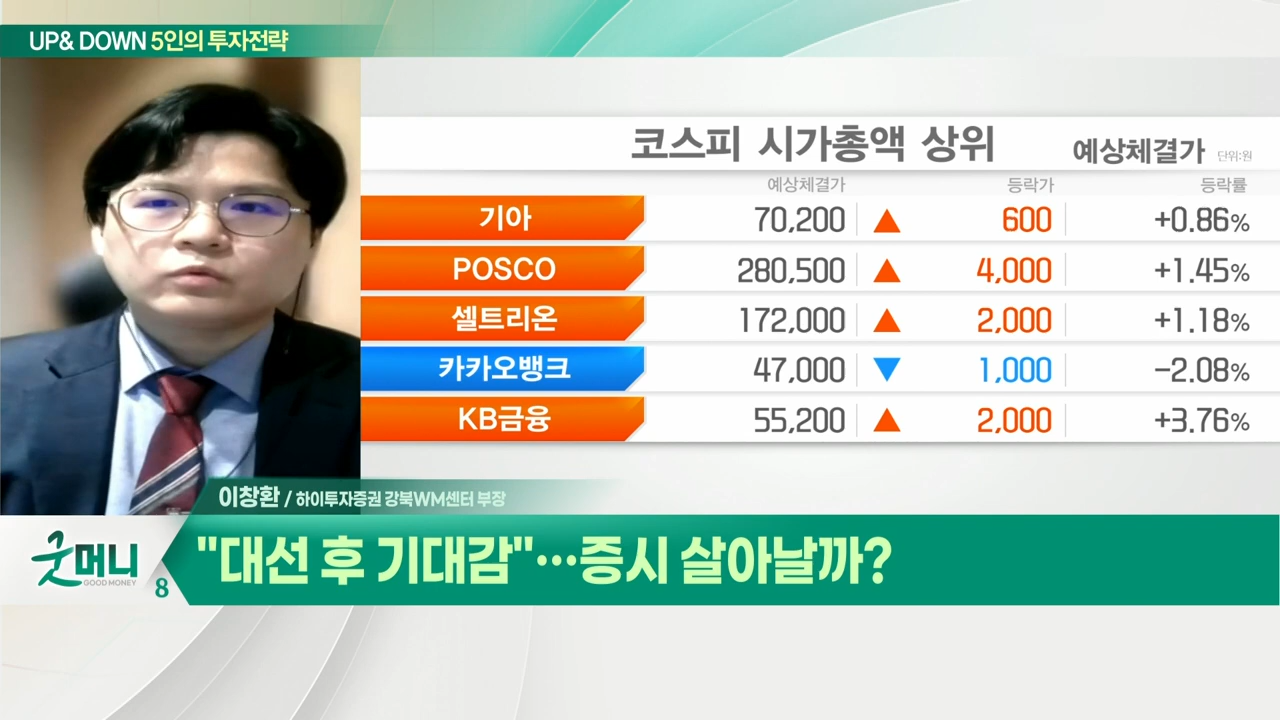 UP& DOWN 5인의 투자전략
코스피 시가총액 상위 예상체결가 단위:원
예상체결가 등락가 등락률
기아 70,200 ▲ 600 +0.86%
POSCO 280,500 ▲ 4,000 +1.45%
셀트리온 172,000 ▲ 2,000 +1.18%
카카오뱅크 47,000 ▼ 1,000 -2.08%
KB금융 55,200 ▲ 2,000 +3.76%
이창환 / 하이투자증권 강북WM센터 부장
굿머니
GOOD MONEY
8
"대선 후 기대감"…증시 살아날까?